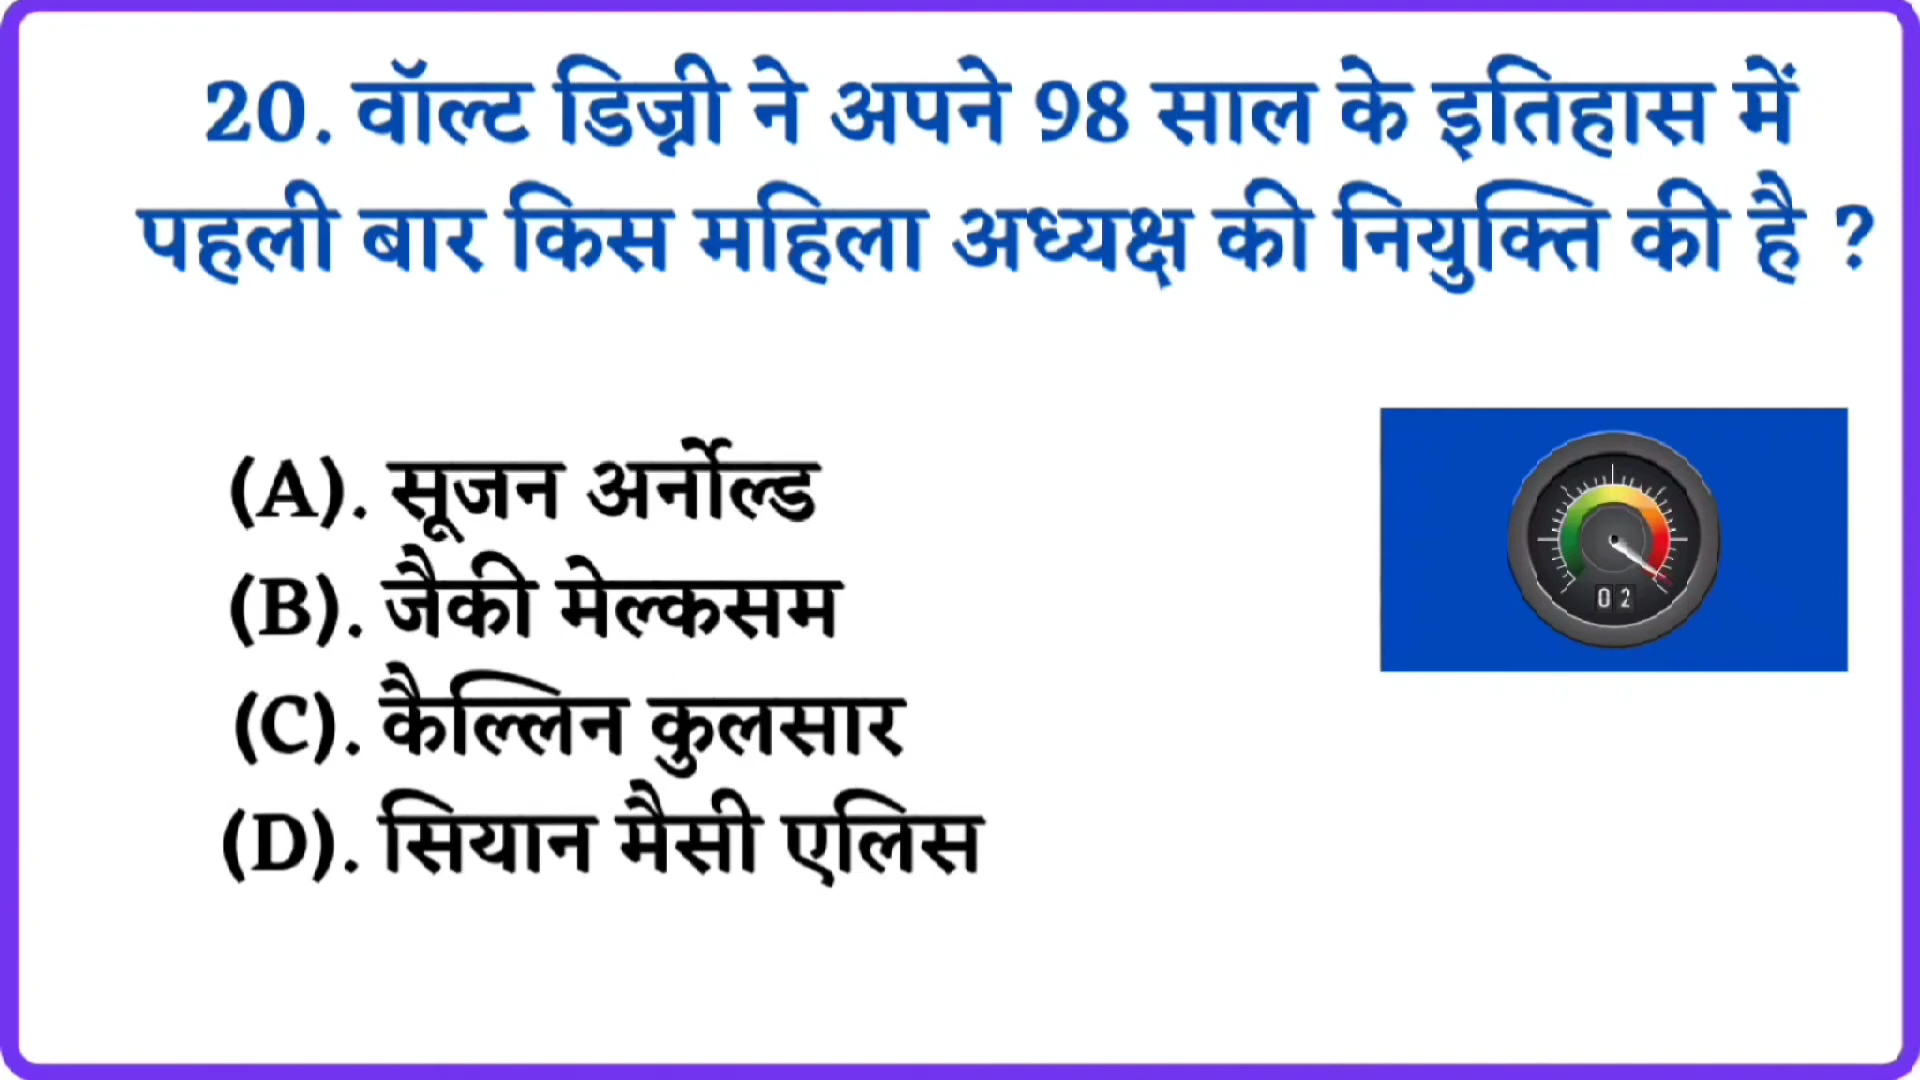 20. वॉल्ट डिज़्नी ने अपने 98 साल के इतिहास में
पहली बार किस महिला अध्यक्ष की नियुक्ति की है ?
(A). सूजन अर्नोल्ड
(B). जैकी मेल्कसम
(C). कैल्लिन कुलसार
(D). सियान मैसी एलिस
02